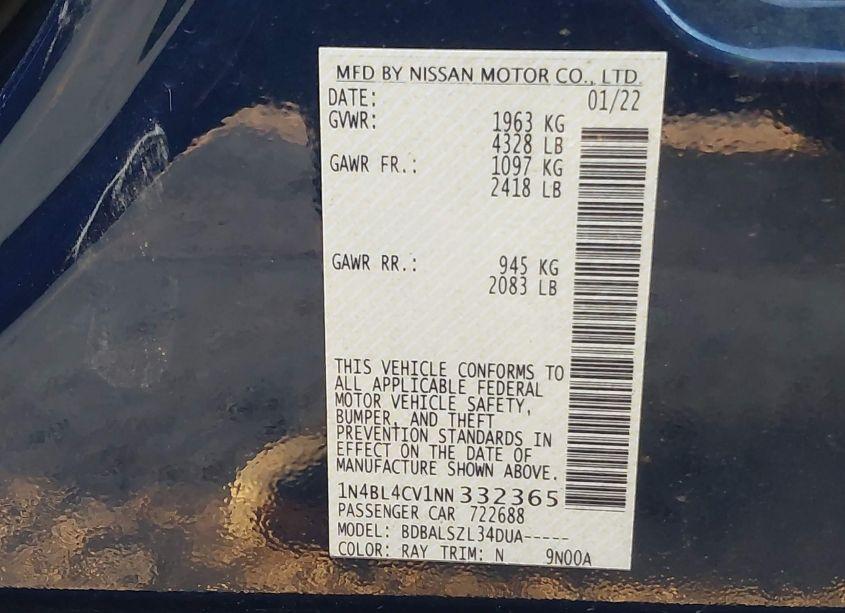 MFD BY NISSAN MOTOR CO., LTD.
DATE: 01/22
GVWR: 1963 KG
4328 LB
GAWR FR.: 1097 KG
2418 LB
GAWR RR.: 945 KG
2083 LB
THIS VEHICLE CONFORMS TO
ALL APPLICABLE FEDERAL
MOTOR VEHICLE SAFETY,
BUMPER, AND THEFT
PREVENTION STANDARDS IN
EFFECT ON THE DATE OF
MANUFACTURE SHOWN ABOVE.
1N4BL4CV1NN332365
PASSENGER CAR 722688
MODEL: BDBALSZL34DUA-----
COLOR: RAY TRIM: N 9N00A